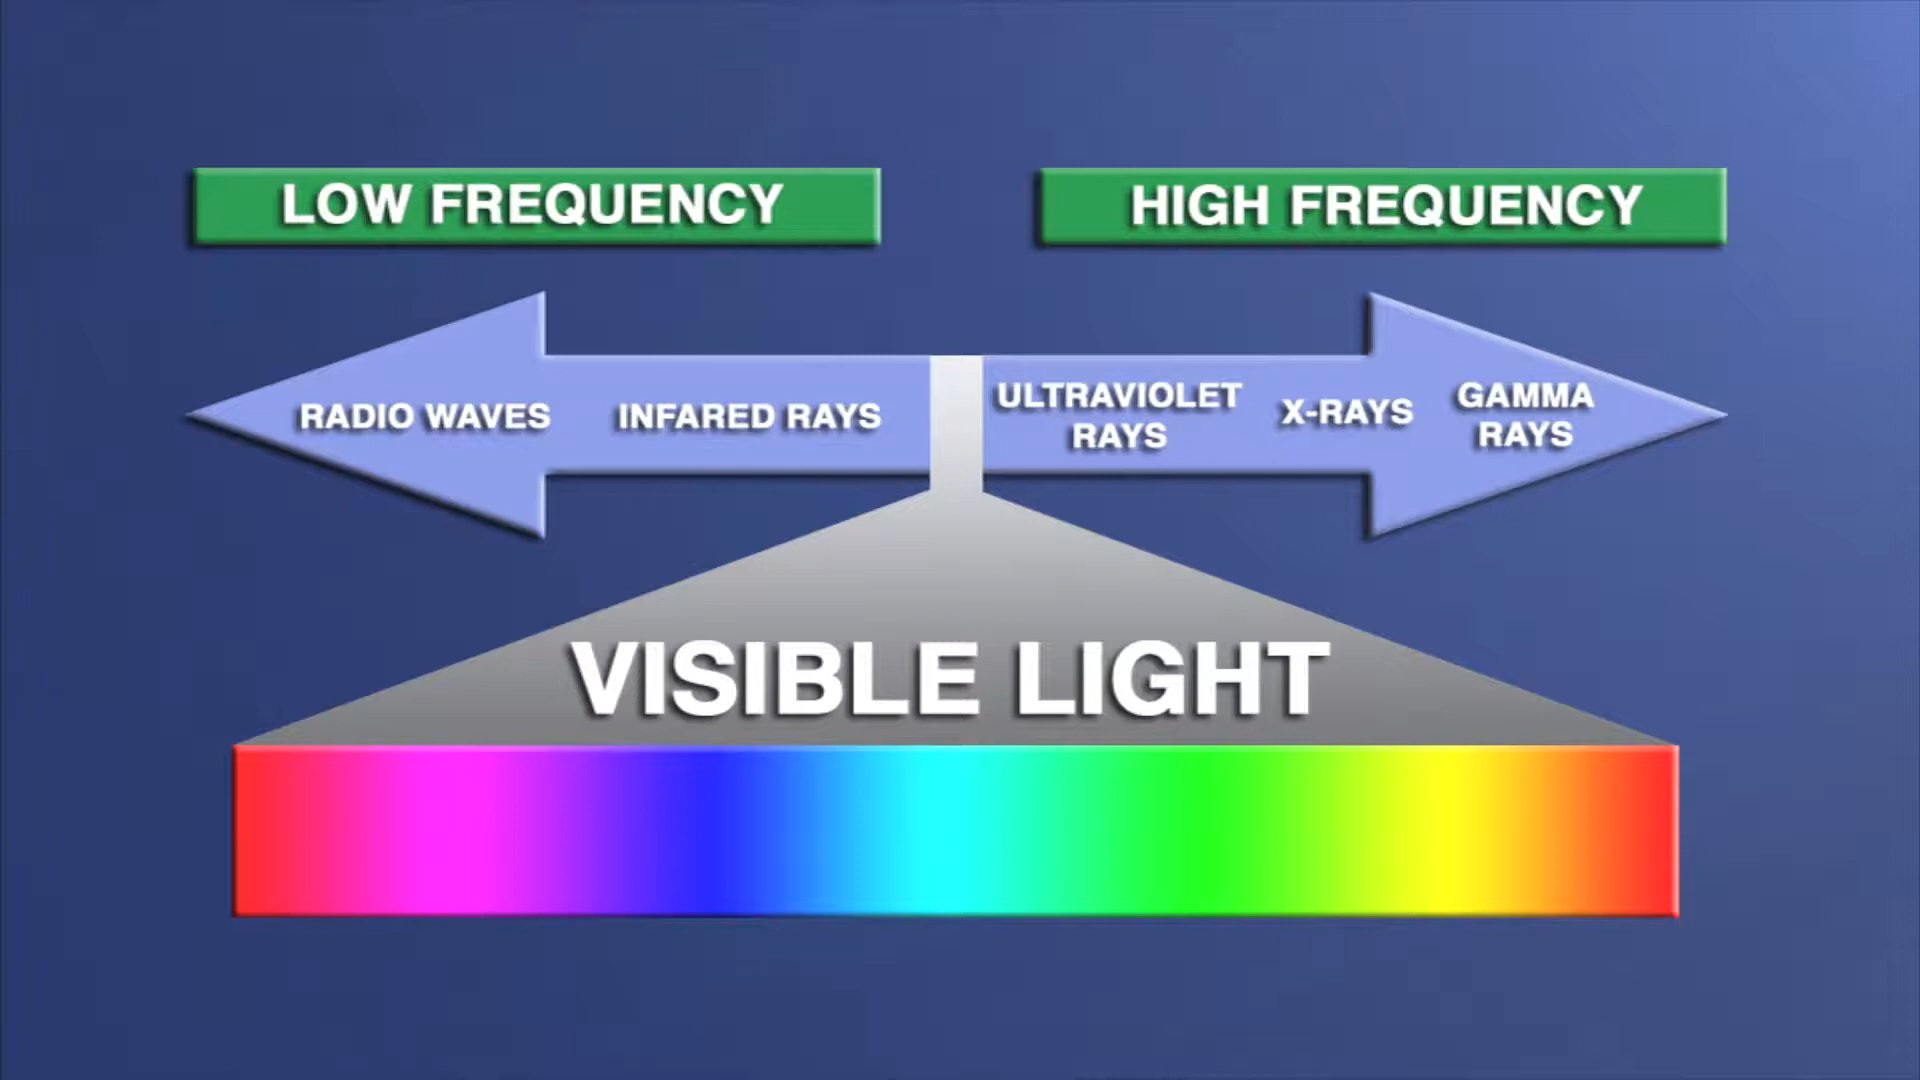 LOW FREQUENCY
HIGH FREQUENCY
RADIO WAVES
INFARED RAYS
ULTRAVIOLET
RAYS
X-RAYS
GAMMA
RAYS
VISIBLE LIGHT